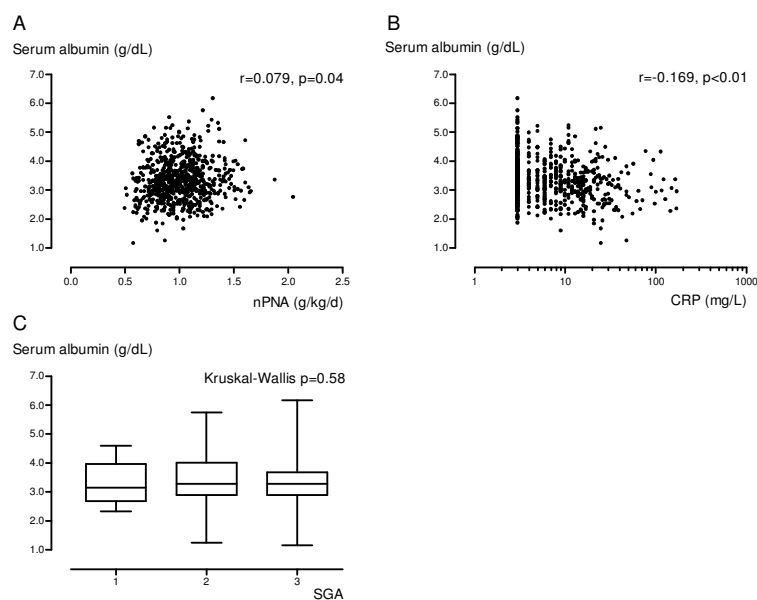 A
Serum albumin (g/dL)
r=0.079, p=0.04
7.0
6.0
5.0
4.0
3.0
2.0
1.0
0.0 0.5 1.0 1.5 2.0 2.5
nPNA (g/kg/d)
B
Serum albumin (g/dL)
r=-0.169, p<0.01
7.0
6.0
5.0
4.0
3.0
2.0
1.0
1 10 100 1000
CRP (mg/L)
C
Serum albumin (g/dL)
Kruskal-Wallis p=0.58
7.0
6.0
5.0
4.0
3.0
2.0
1.0
1 2 3
SGA